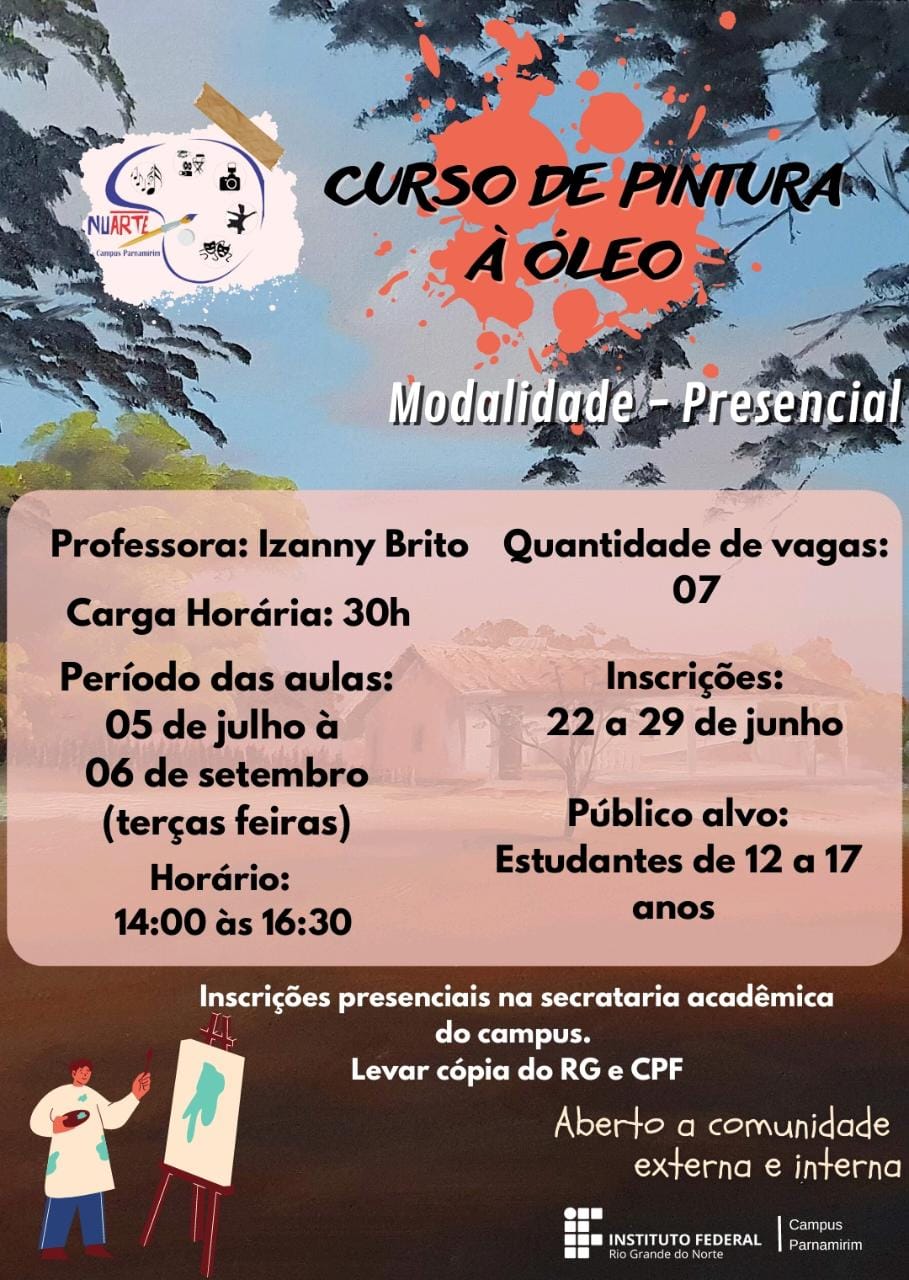 NUARTE
Campus Parnamirim
CURSO DE PINTURA
À ÓLEO
Modalidade - Presencial
Professora: Izanny Brito
Carga Horária: 30h
Período das aulas:
05 de julho à
06 de setembro
(terças feiras)
Horário:
14:00 às 16:30
Quantidade de vagas:
07
Inscrições:
22 a 29 de junho
Público alvo:
Estudantes de 12 a 17
anos
Inscrições presenciais na secrataria acadêmica
do campus.
Levar cópia do RG e CPF
Aberto a comunidade
externa e interna
INSTITUTO FEDERAL
Rio Grande do Norte
Campus
Parnamirim